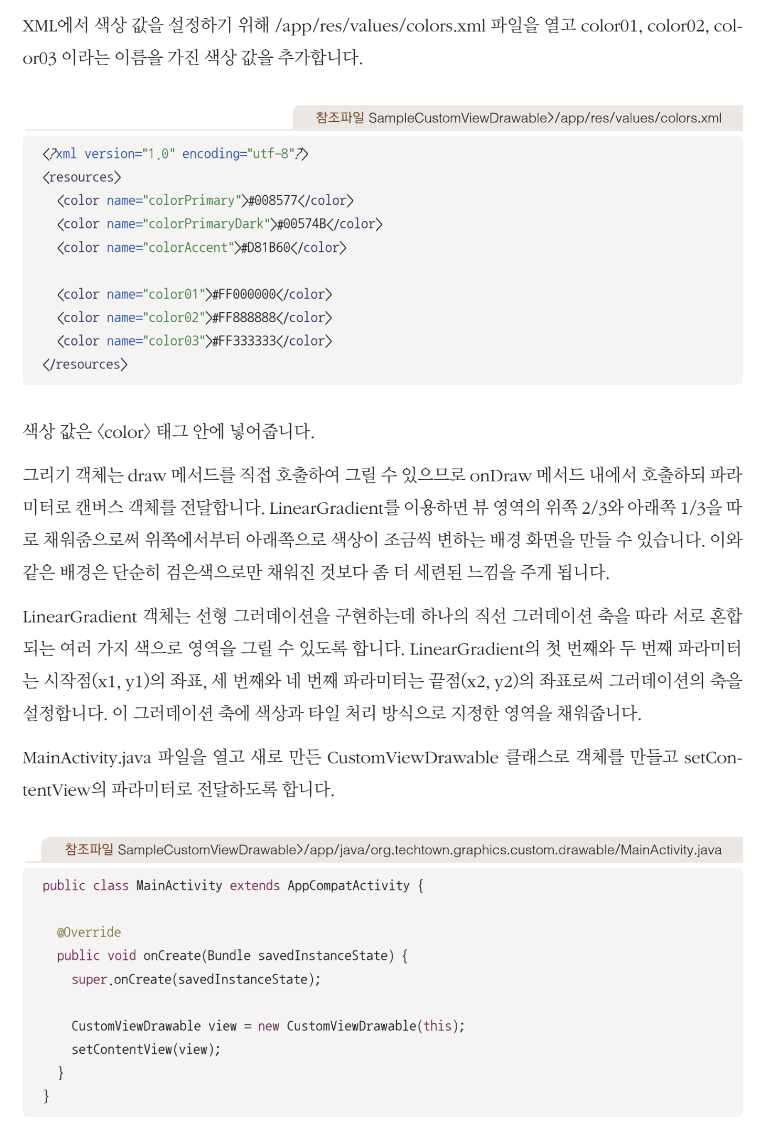 XML에서 색상 값을 설정하기 위해 /app/res/values/colors.xml 파일을 열고 color01, color02, col-
or03 이라는 이름을 가진 색상 값을 추가합니다.
참조파일 SampleCustomViewDrawable>/app/res/values/colors.xml
<?xml version="1.0" encoding="utf-8"?>
<resources>
<color name="colorPrimary">#008577</color>
<color name="colorPrimaryDark">#00574B</color>
<color name="colorAccent">#D81B60</color>
<color name="color01">#FF000000</color>
<color name="color02">#FF888888</color>
<color name="color03">#FF333333</color>
</resources>
색상 값은 〈color〉 태그 안에 넣어줍니다.
그리기 객체는 draw 메서드를 직접 호출하여 그릴 수 있으므로 onDraw 메서드 내에서 호출하되 파라
미터로 캔버스 객체를 전달합니다. LinearGradient를 이용하면 뷰 영역의 위쪽 2/3와 아래쪽 1/3을 따
로 채워줌으로써 위쪽에서부터 아래쪽으로 색상이 조금씩 변하는 배경 화면을 만들 수 있습니다. 이와
같은 배경은 단순히 검은색으로만 채워진 것보다 좀 더 세련된 느낌을 주게 됩니다.
LinearGradient 객체는 선형 그러데이션을 구현하는데 하나의 직선 그러데이션 축을 따라 서로 혼합
되는 여러 가지 색으로 영역을 그릴 수 있도록 합니다. LinearGradient의 첫 번째와 두 번째 파라미터
는 시작점(x1, y1)의 좌표, 세 번째와 네 번째 파라미터는 끝점(x2, y2)의 좌표로써 그러데이션의 축을
설정합니다. 이 그러데이션 축에 색상과 타일 처리 방식으로 지정한 영역을 채워줍니다.
MainActivity.java 파일을 열고 새로 만든 CustomViewDrawable 클래스로 객체를 만들고 setCon-
tentView의 파라미터로 전달하도록 합니다.
참조파일 SampleCustomViewDrawable>/app/java/org.techtown.graphics.custom.drawable/MainActivity.java
public class MainActivity extends AppCompatActivity {
@Override
public void onCreate(Bundle savedInstanceState) {
super.onCreate(savedInstanceState);
CustomViewDrawable view = new CustomViewDrawable(this);
setContentView(view);
}
}